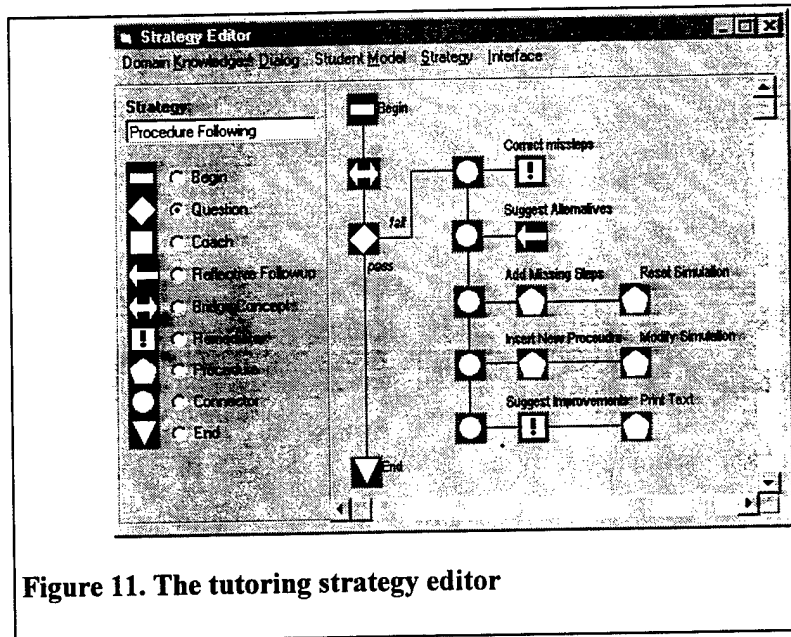 Strategy Editor
Domain Knowledge Dialog Student Model Strategy Interface
Strategy:
Procedure Following
Begin
Question
Coach
Reflective Followup
Bridge Concepts
Remediate
Procedure
Connector
End
Begin
fail
pass
End
Correct missteps
!
Suggest Alternatives
Add Missing Steps Reset Simulation
Insert New Procedure Modify Simulation
Suggest Improvements Print Text
!
Figure 11. The tutoring strategy editor